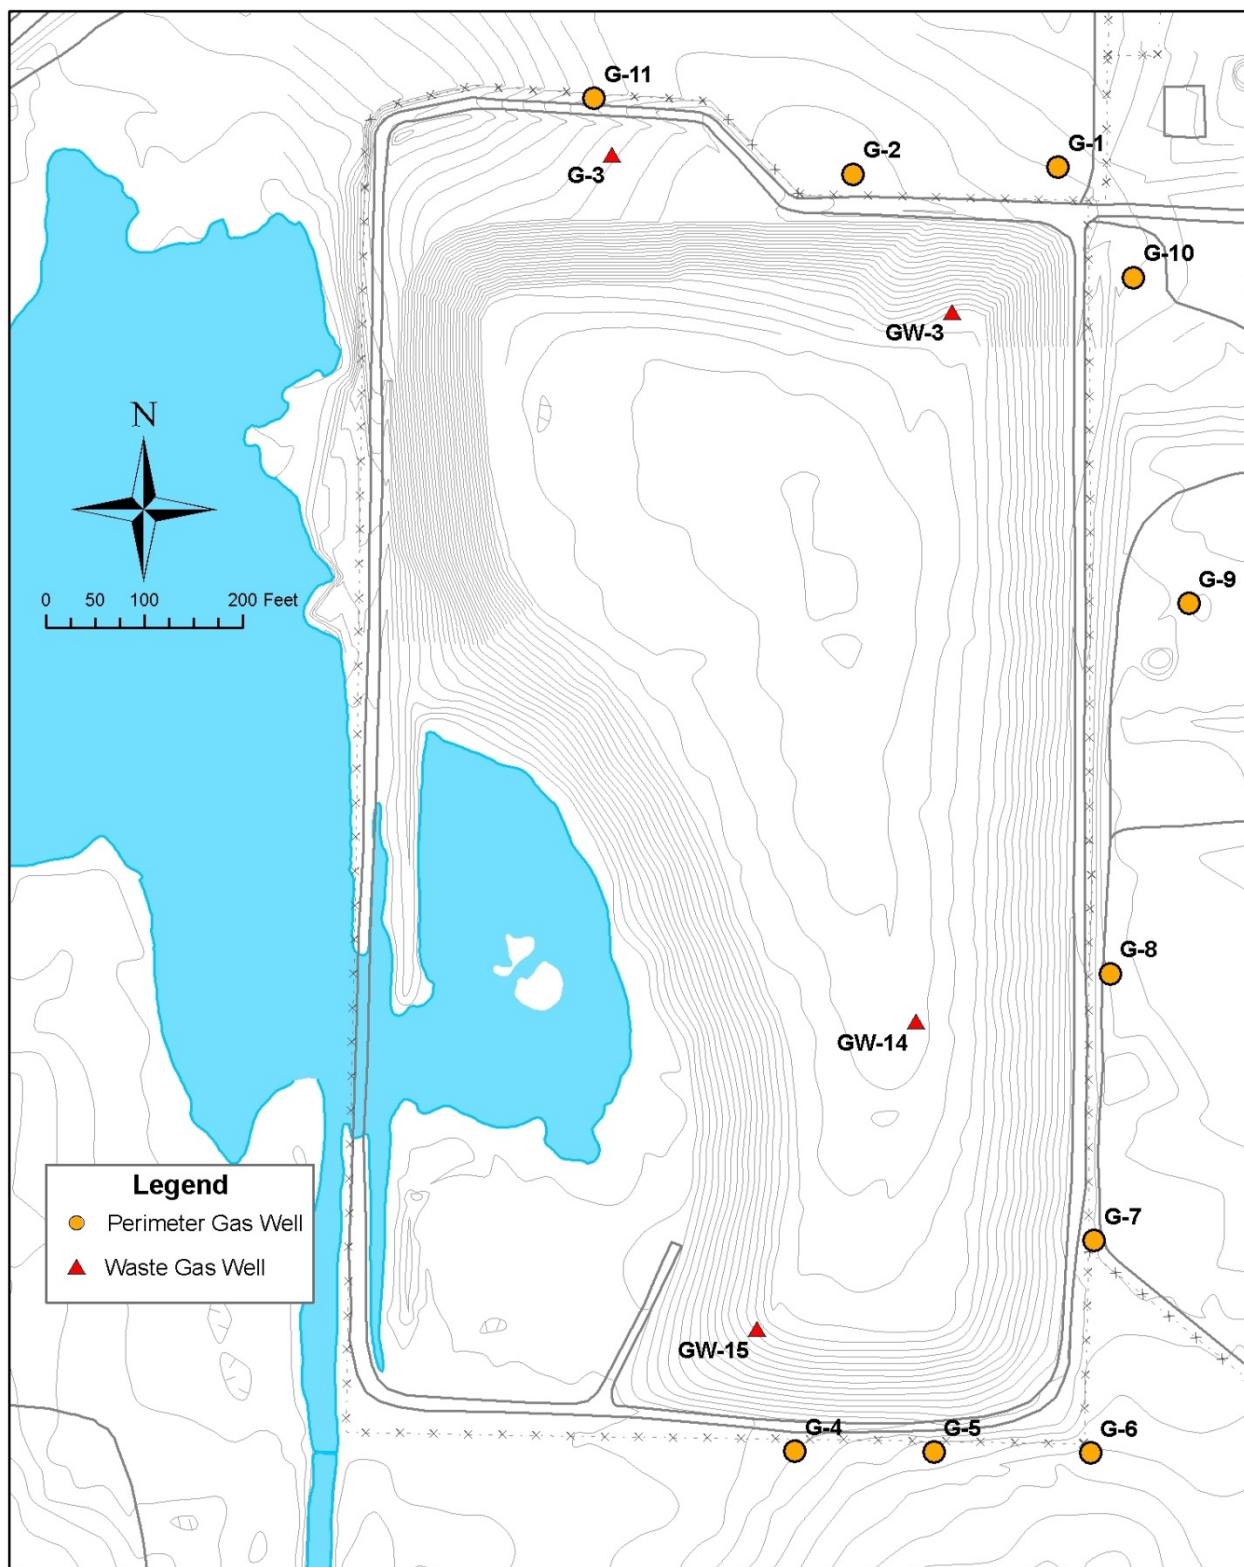 G-11
G-3
G-2
G-1
G-10
GW-3
N
0 50 100 200 Feet
G-9
G-8
GW-14
Legend
Perimeter Gas Well
Waste Gas Well
G-7
GW-15
G-4
G-5
G-6